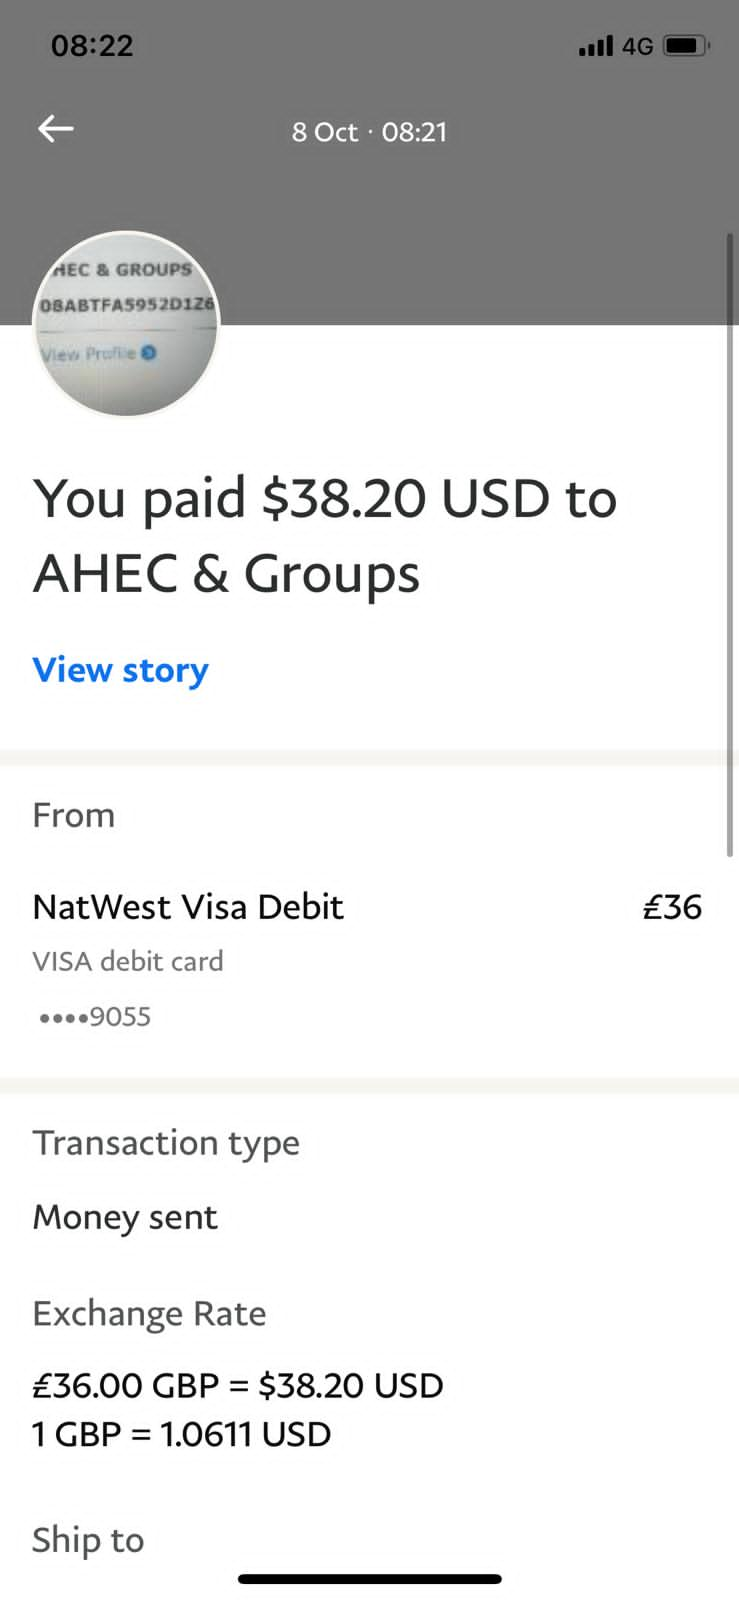 08:22
4G
8 Oct · 08:21
HEC & GROUPS
08ABTFA5952D1Z6
View Profile
You paid $38.20 USD to
AHEC & Groups
View story
From
NatWest Visa Debit £36
VISA debit card
••••9055
Transaction type
Money sent
Exchange Rate
£36.00 GBP = $38.20 USD
1 GBP = 1.0611 USD
Ship to